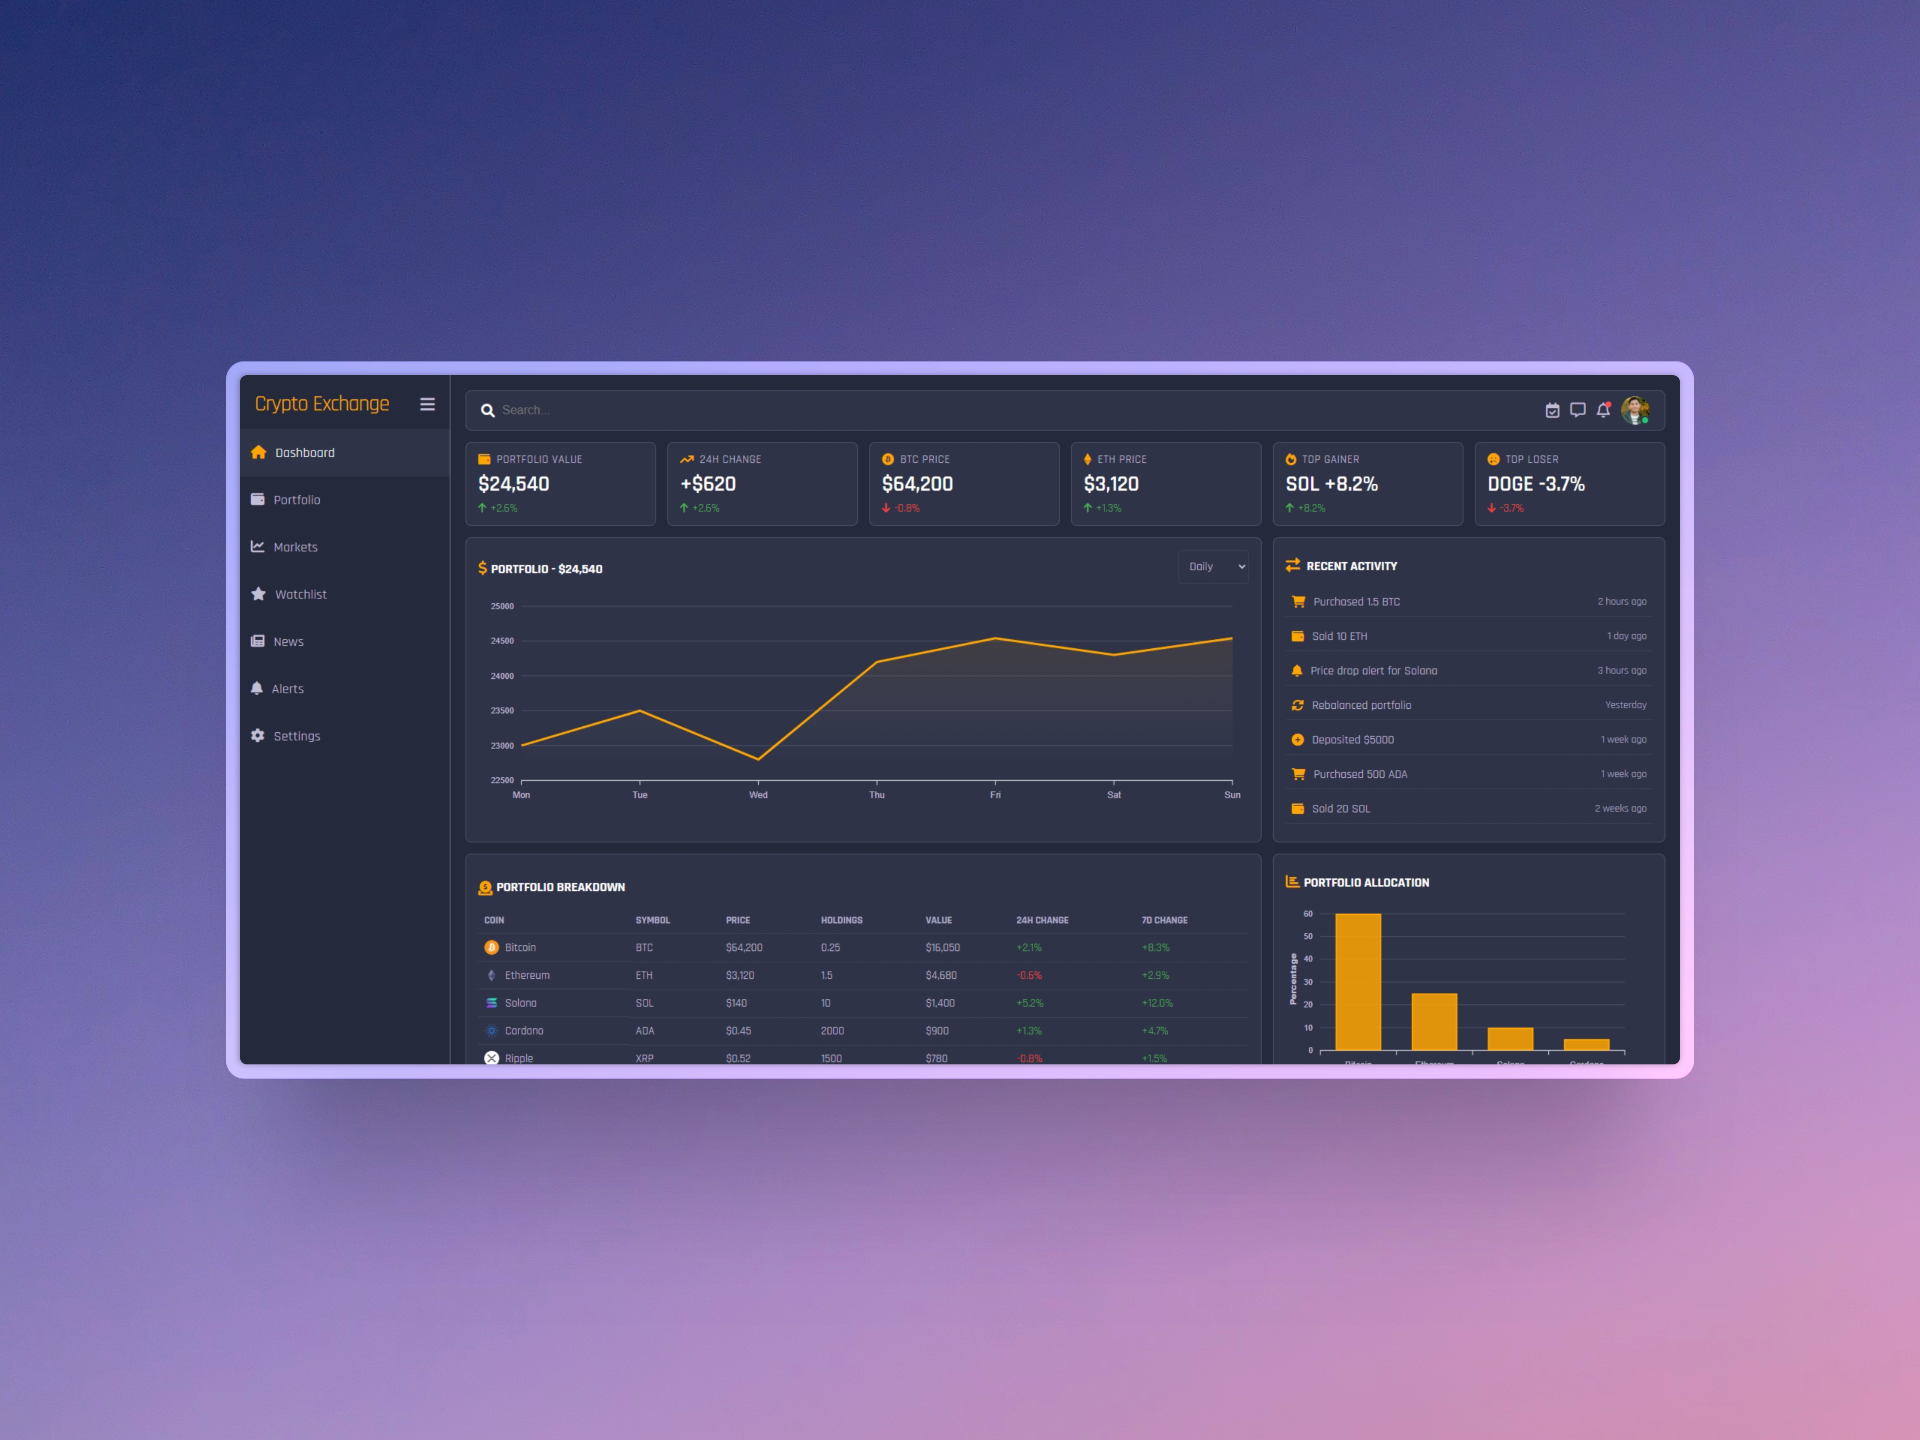 Crypto Exchange
Search...
Dashboard
Portfolio
Markets
Watchlist
News
Alerts
Settings
PORTFOLIO VALUE
$24,540
+2.6%
24H CHANGE
+$620
+2.6%
BTC PRICE
$64,200
-0.8%
ETH PRICE
$3,120
+1.3%
TOP GAINER
SOL +8.2%
+8.2%
TOP LOSER
DOGE -3.7%
-3.7%
PORTFOLIO - $24,540
Daily
25000
24500
24000
23500
23000
22500
Mon Tue Wed Thu Fri Sat Sun
RECENT ACTIVITY
Purchased 1.5 BTC 2 hours ago
Sold 10 ETH 1 day ago
Price drop alert for Solana 3 hours ago
Rebalanced portfolio Yesterday
Deposited $5000 1 week ago
Purchased 500 ADA 1 week ago
Sold 20 SOL 2 weeks ago
PORTFOLIO BREAKDOWN
COIN SYMBOL PRICE HOLDINGS VALUE 24H CHANGE 7D CHANGE
Bitcoin BTC $64,200 0.25 $16,050 +2.1% +8.3%
Ethereum ETH $3,120 1.5 $4,680 -0.6% +2.9%
Solana SOL $140 10 $1,400 +5.2% +12.0%
Cardano ADA $0.45 2000 $900 +1.3% +4.7%
Ripple XRP $0.52 1500 $780 -0.8% +1.5%
PORTFOLIO ALLOCATION
Percentage
60
50
40
30
20
10
0
Bitcoin Ethereum Solana Cardano